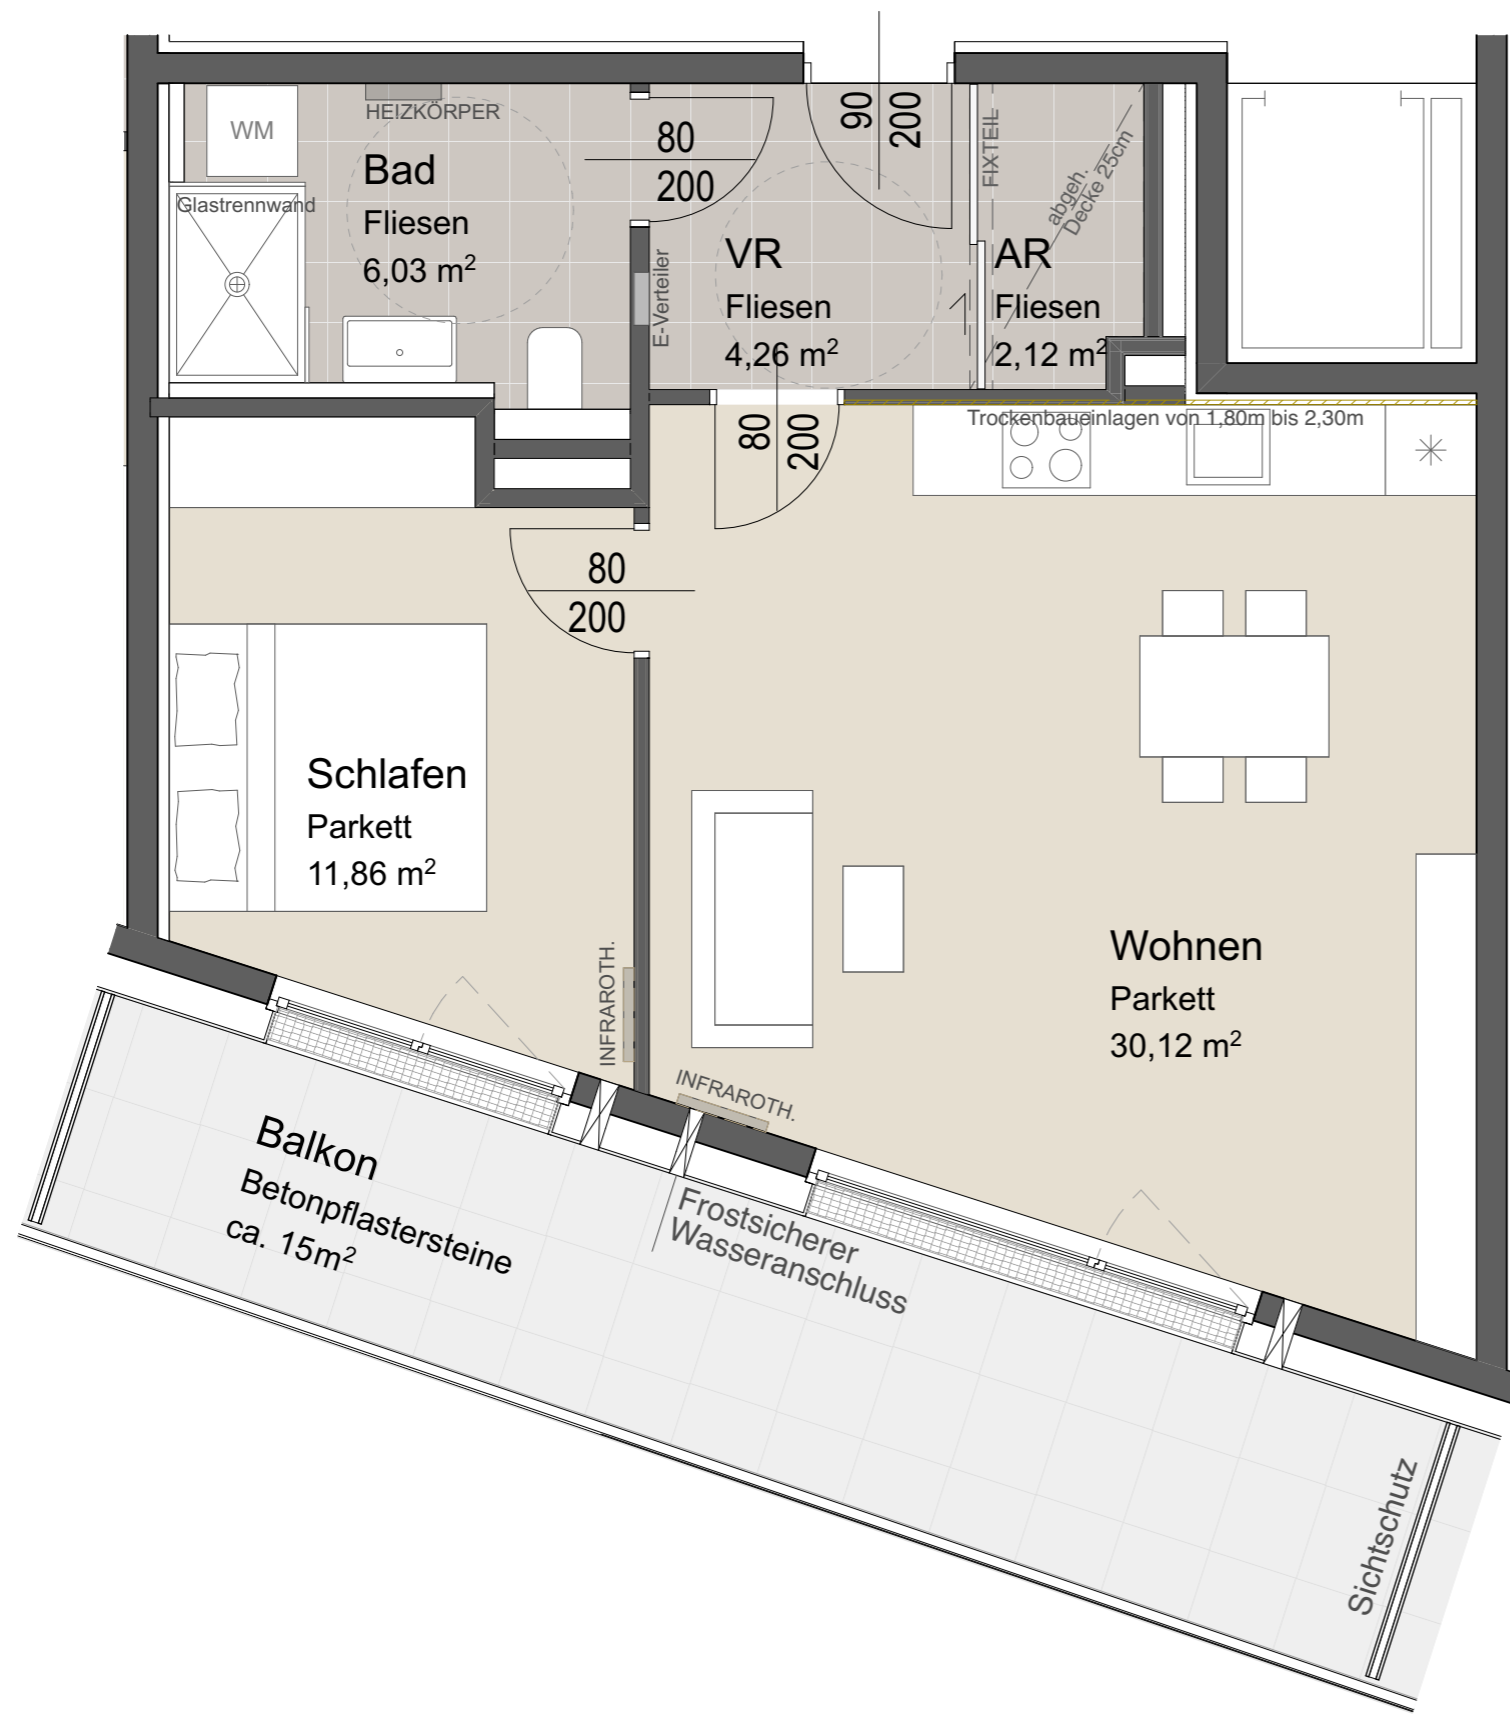 WM
HEIZKÖRPER
Bad
Fliesen
6,03 m²
Glastrennwand
80
200
90
200
FIXTEIL
abgeh.
Decke 25cm
E-Verteiler
VR
Fliesen
4,26 m²
AR
Fliesen
2,12 m²
80
200
Trockenbaueinlagen von 1,80m bis 2,30m
80
200
Schlafen
Parkett
11,86 m²
Wohnen
Parkett
30,12 m²
INFRAROTH.
INFRAROTH.
Balkon
Betonpflastersteine
ca. 15m²
Frostsicherer
Wasseranschluss
Sichtschutz